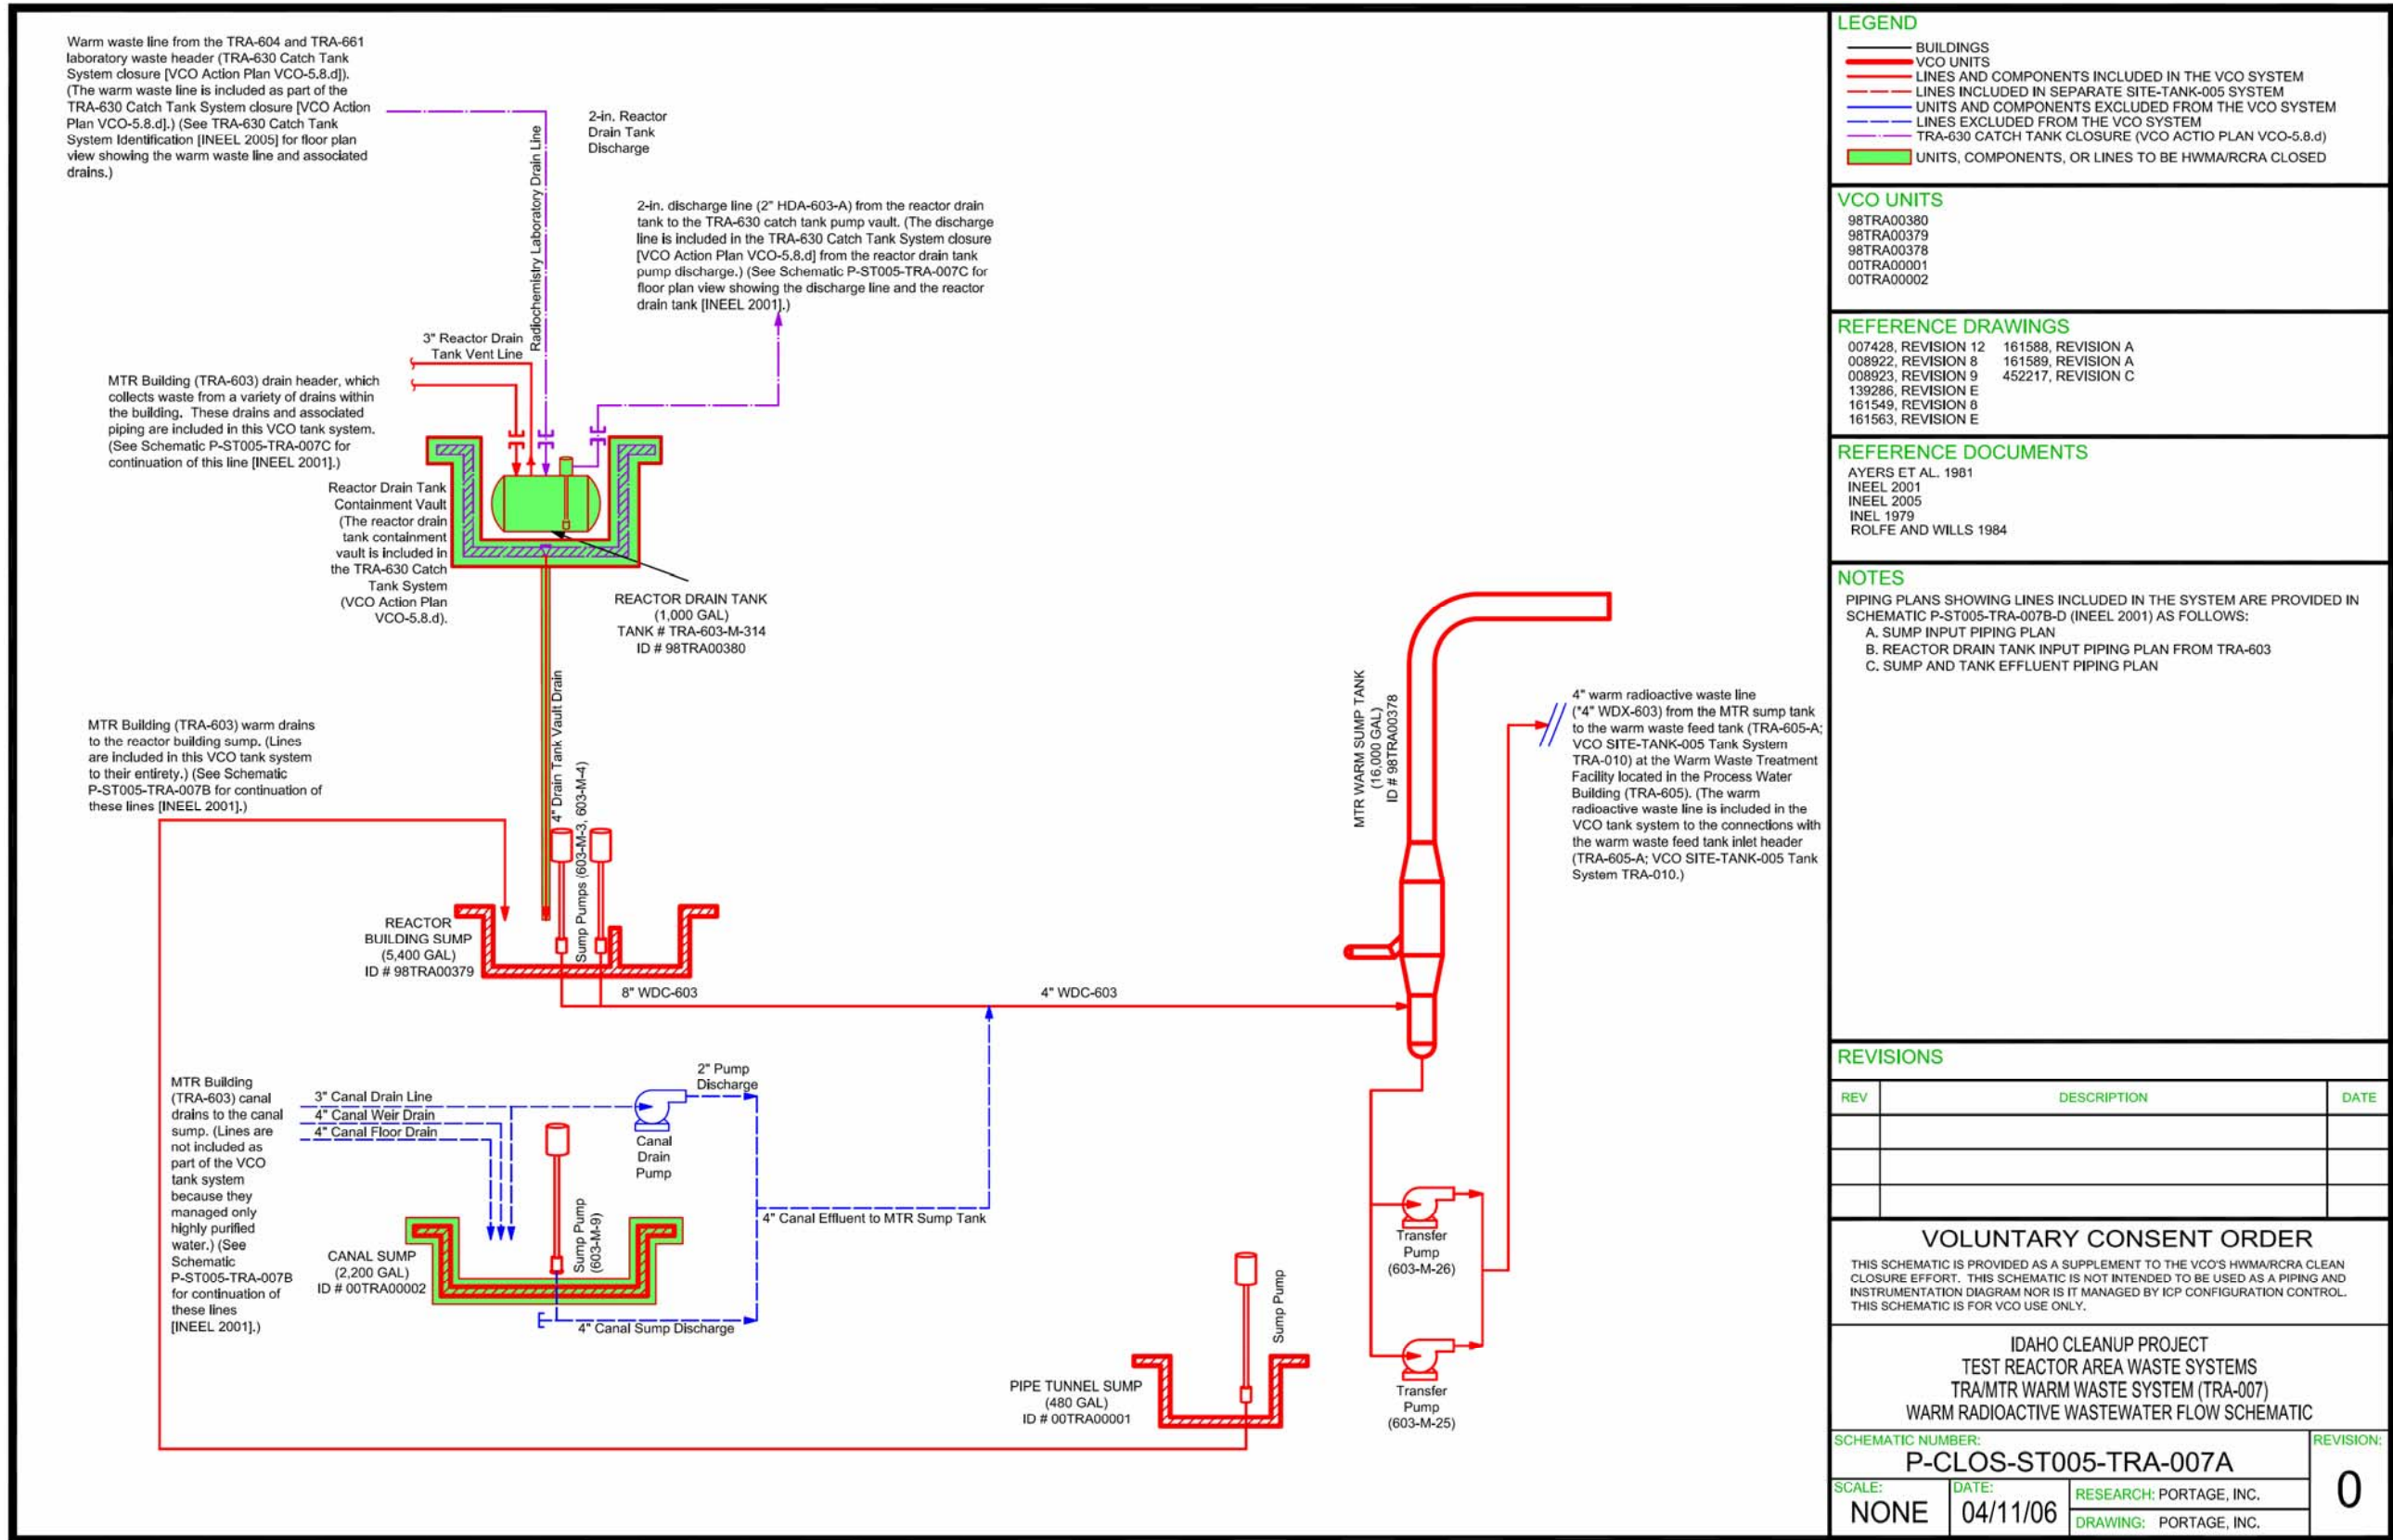 Warm waste line from the TRA-604 and TRA-661
laboratory waste header (TRA-630 Catch Tank
System closure [VCO Action Plan VCO-5.8.d]).
(The warm waste line is included as part of the
TRA-630 Catch Tank System closure [VCO Action
Plan VCO-5.8.d].) (See TRA-630 Catch Tank
System Identification [INEEL 2005] for floor plan
view showing the warm waste line and associated
drains.)
Radiochemistry Laboratory Drain Line
2-in. Reactor
Drain Tank
Discharge
2-in. discharge line (2" HDA-603-A) from the reactor drain
tank to the TRA-630 catch tank pump vault. (The discharge
line is included in the TRA-630 Catch Tank System closure
[VCO Action Plan VCO-5.8.d] from the reactor drain tank
pump discharge.) (See Schematic P-ST005-TRA-007C for
floor plan view showing the discharge line and the reactor
drain tank [INEEL 2001].)
3" Reactor Drain
Tank Vent Line
MTR Building (TRA-603) drain header, which
collects waste from a variety of drains within
the building. These drains and associated
piping are included in this VCO tank system.
(See Schematic P-ST005-TRA-007C for
continuation of this line [INEEL 2001].)
Reactor Drain Tank
Containment Vault
(The reactor drain
tank containment
vault is included in
the TRA-630 Catch
Tank System
(VCO Action Plan
VCO-5.8.d).
REACTOR DRAIN TANK
(1,000 GAL)
TANK # TRA-603-M-314
ID # 98TRA00380
4" Drain Tank Vault Drain
Sump Pumps (603-M-3, 603-M-4)
MTR Building (TRA-603) warm drains
to the reactor building sump. (Lines
are included in this VCO tank system
to their entirety.) (See Schematic
P-ST005-TRA-007B for continuation of
these lines [INEEL 2001].)
REACTOR
BUILDING SUMP
(5,400 GAL)
ID # 98TRA00379
8" WDC-603
4" WDC-603
MTR WARM SUMP TANK
(16,000 GAL)
ID # 98TRA00378
4" warm radioactive waste line
("4" WDX-603) from the MTR sump tank
to the warm waste feed tank (TRA-605-A;
VCO SITE-TANK-005 Tank System
TRA-010) at the Warm Waste Treatment
Facility located in the Process Water
Building (TRA-605). (The warm
radioactive waste line is included in the
VCO tank system to the connections with
the warm waste feed tank inlet header
(TRA-605-A; VCO SITE-TANK-005 Tank
System TRA-010.)
MTR Building
(TRA-603) canal
drains to the canal
sump. (Lines are
not included as
part of the VCO
tank system
because they
managed only
highly purified
water.) (See
Schematic
P-ST005-TRA-007B
for continuation of
these lines
[INEEL 2001].)
3" Canal Drain Line
4" Canal Weir Drain
4" Canal Floor Drain
2" Pump
Discharge
Canal
Drain
Pump
Sump Pump
(603-M-9)
CANAL SUMP
(2,200 GAL)
ID # 00TRA00002
4" Canal Effluent to MTR Sump Tank
4" Canal Sump Discharge
PIPE TUNNEL SUMP
(480 GAL)
ID # 00TRA00001
Sump Pump
Transfer
Pump
(603-M-26)
Transfer
Pump
(603-M-25)
LEGEND
BUILDINGS
VCO UNITS
LINES AND COMPONENTS INCLUDED IN THE VCO SYSTEM
LINES INCLUDED IN SEPARATE SITE-TANK-005 SYSTEM
UNITS AND COMPONENTS EXCLUDED FROM THE VCO SYSTEM
LINES EXCLUDED FROM THE VCO SYSTEM
TRA-630 CATCH TANK CLOSURE (VCO ACTIO PLAN VCO-5.8.d)
UNITS, COMPONENTS, OR LINES TO BE HWMA/RCRA CLOSED
VCO UNITS
98TRA00380
98TRA00379
98TRA00378
00TRA00001
00TRA00002
REFERENCE DRAWINGS
007428, REVISION 12 161588, REVISION A
008922, REVISION 8 161589, REVISION A
008923, REVISION 9 452217, REVISION C
139286, REVISION E
161549, REVISION 8
161563, REVISION E
REFERENCE DOCUMENTS
AYERS ET AL. 1981
INEEL 2001
INEEL 2005
INEL 1979
ROLFE AND WILLS 1984
NOTES
PIPING PLANS SHOWING LINES INCLUDED IN THE SYSTEM ARE PROVIDED IN
SCHEMATIC P-ST005-TRA-007B-D (INEEL 2001) AS FOLLOWS:
A. SUMP INPUT PIPING PLAN
B. REACTOR DRAIN TANK INPUT PIPING PLAN FROM TRA-603
C. SUMP AND TANK EFFLUENT PIPING PLAN
REVISIONS
REV DESCRIPTION DATE
VOLUNTARY CONSENT ORDER
THIS SCHEMATIC IS PROVIDED AS A SUPPLEMENT TO THE VCO'S HWMA/RCRA CLEAN
CLOSURE EFFORT. THIS SCHEMATIC IS NOT INTENDED TO BE USED AS A PIPING AND
INSTRUMENTATION DIAGRAM NOR IS IT MANAGED BY ICP CONFIGURATION CONTROL.
THIS SCHEMATIC IS FOR VCO USE ONLY.
IDAHO CLEANUP PROJECT
TEST REACTOR AREA WASTE SYSTEMS
TRA/MTR WARM WASTE SYSTEM (TRA-007)
WARM RADIOACTIVE WASTEWATER FLOW SCHEMATIC
SCHEMATIC NUMBER:
P-CLOS-ST005-TRA-007A
REVISION:
0
SCALE:
NONE
DATE:
04/11/06
RESEARCH: PORTAGE, INC.
DRAWING: PORTAGE, INC.